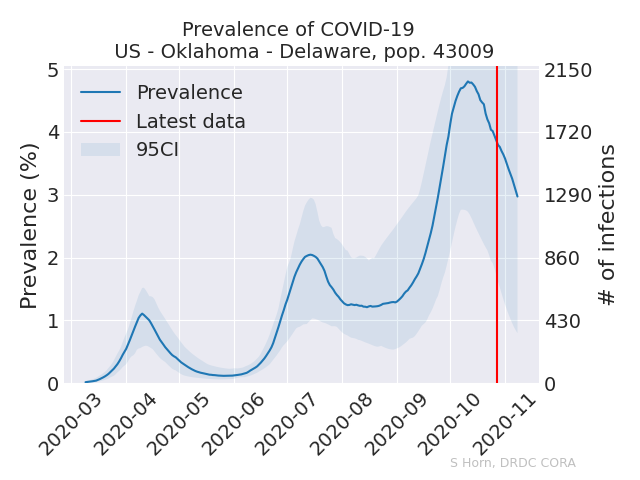 Prevalence of COVID-19
US - Oklahoma - Delaware, pop. 43009
Prevalence
Latest data
95CI
Prevalence (%)
5
4
3
2
1
0
2150
1720
1290
860
430
0
# of infections
2020-03
2020-04
2020-05
2020-06
2020-07
2020-08
2020-09
2020-10
2020-11
S Horn, DRDC CORA